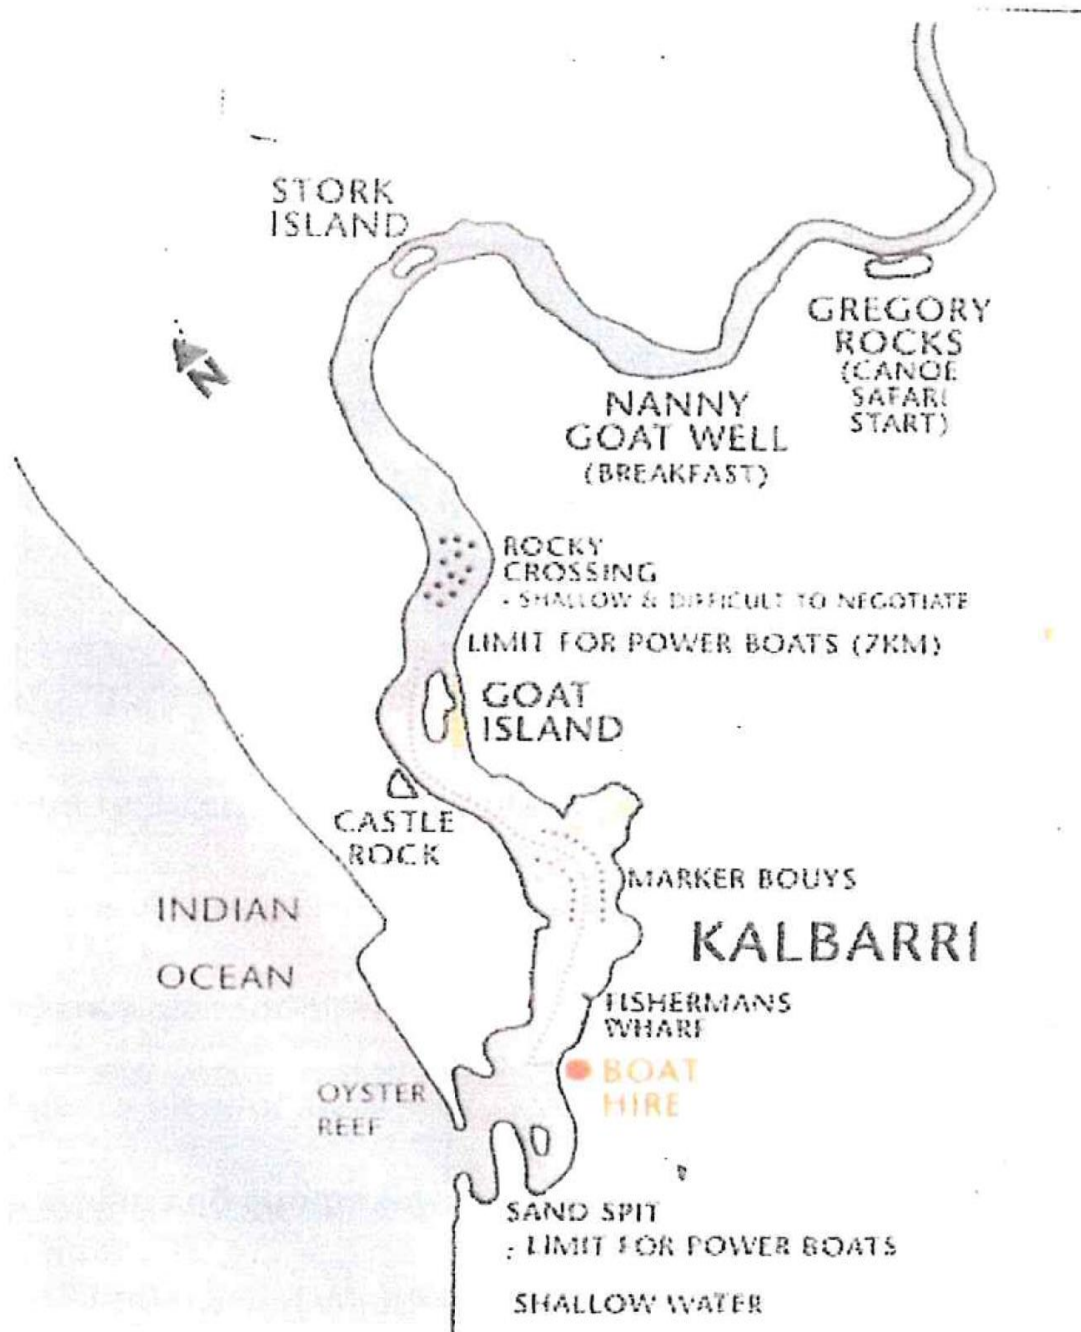 STORK
ISLAND
GREGORY
ROCKS
(CANOE
SAFARI
START)
N
NANNY
GOAT WELL
(BREAKFAST)
ROCKY
CROSSING
- SHALLOW & DIFFICULT TO NEGOTIATE
LIMIT FOR POWER BOATS (7KM)
GOAT
ISLAND
CASTLE
ROCK
MARKER BOUYS
INDIAN
OCEAN
KALBARRI
FISHERMANS
WHARF
BOAT
HIRE
OYSTER
REEF
SAND SPIT
: LIMIT FOR POWER BOATS
SHALLOW WATER